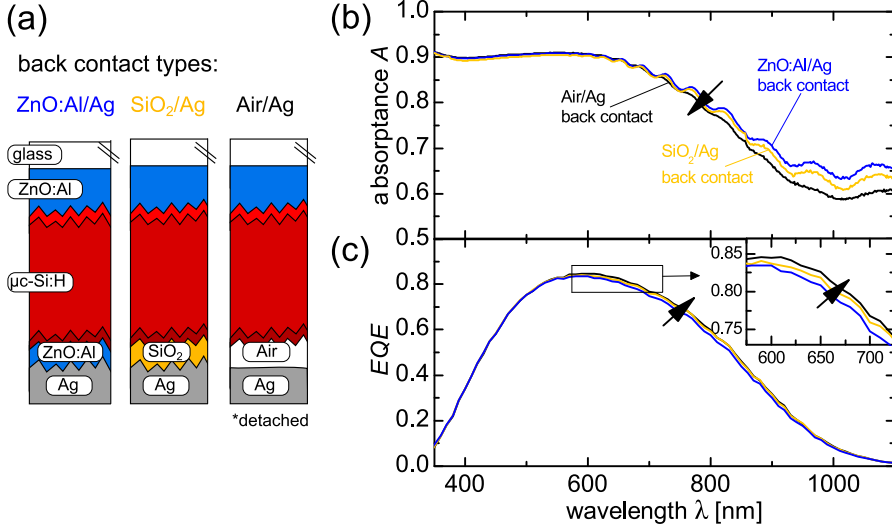 (a)
back contact types:
ZnO:Al/Ag
SiO₂/Ag
Air/Ag
glass
ZnO:Al
µc-Si:H
ZnO:Al
SiO₂
Air
Ag
Ag
Ag
*detached
(b)
absorptance A
1.0
0.9
0.8
0.7
0.6
0.5
Air/Ag
back contact
ZnO:Al/Ag
back contact
SiO₂/Ag
back contact
(c)
EQE
0.8
0.6
0.4
0.2
0.0
0.85
0.80
0.75
600
650
700
400
600
800
1000
wavelength λ [nm]